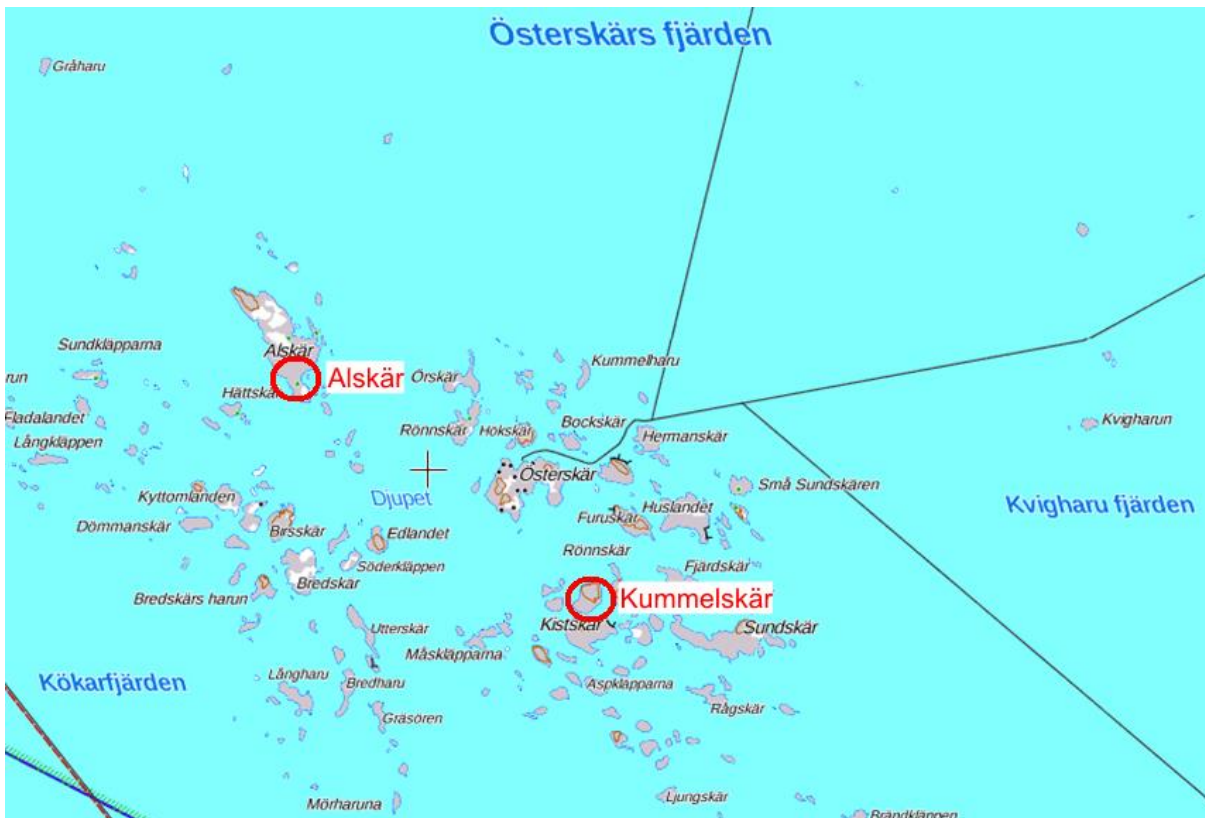 Österskärs fjärden
Gråharu
Sundkläpparna
Alskär
Alskär
Kummelharu
Örskär
run
Hättskär
Fladalandet
Långkläppen
Rönnskär
Hökskär
Bockskär
Hermanskär
Kvigharun
Österskär
Små Sundskären
Kyttomlanden
Djupet
Huslandet
Kvigharu fjärden
Dömmanskär
Birsskär
Edlandet
Furuskär
Rönnskär
Söderkläppen
Fjärdskär
Bredskär
Bredskärs harun
Kummelskär
Utterskär
Kistskär
Sundskär
Måskläpparna
Kökarfjärden
Långharu
Bredharu
Aspkläpparna
Rågskär
Gräsören
Mörharuna
Ljungskär
Brändkläppen